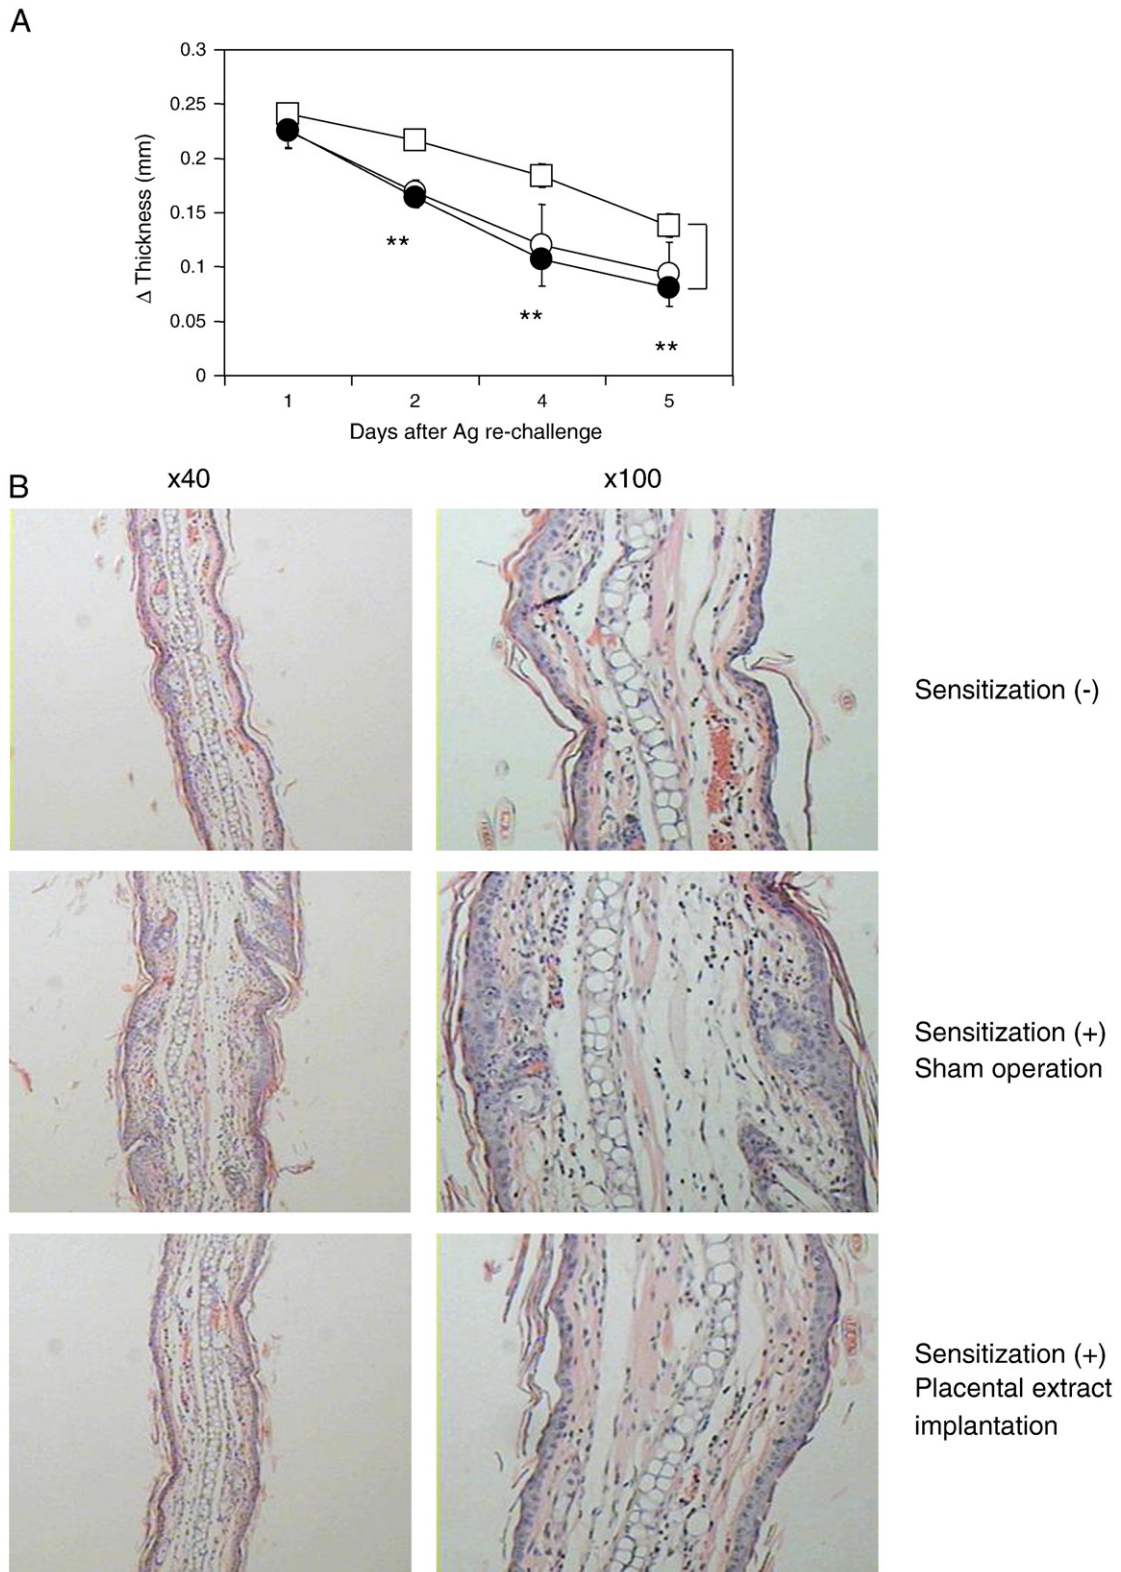 A
0.3
0.25
0.2
0.15
0.1
0.05
0
Δ Thickness (mm)
**
**
**
1 2 4 5
Days after Ag re-challenge
B
x40 x100
Sensitization (-)
Sensitization (+)
Sham operation
Sensitization (+)
Placental extract
implantation